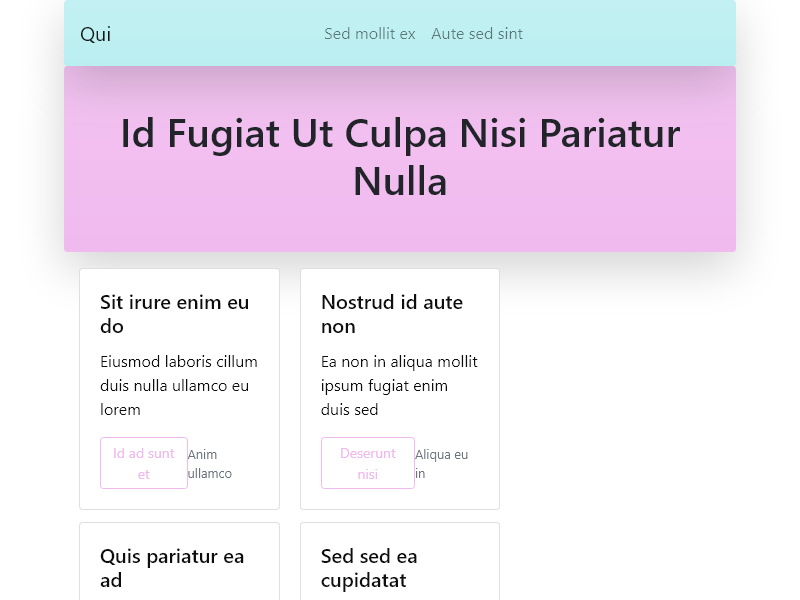 Qui
Sed mollit ex
Aute sed sint
Id Fugiat Ut Culpa Nisi Pariatur
Nulla
Sit irure enim eu
do
Eiusmod laboris cillum
duis nulla ullamco eu
lorem
Id ad sunt
et
Anim
ullamco
Nostrud id aute
non
Ea non in aliqua mollit
ipsum fugiat enim
duis sed
Deserunt
nisi
Aliqua eu
in
Quis pariatur ea
ad
Sed sed ea
cupidatat